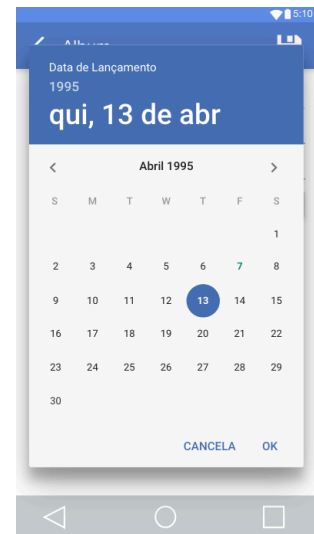 5:10
Album
Data de Lançamento
1995
qui, 13 de abr
Abril 1995
S M T W T F S
1
2 3 4 5 6 7 8
9 10 11 12 13 14 15
16 17 18 19 20 21 22
23 24 25 26 27 28 29
30
CANCELA OK